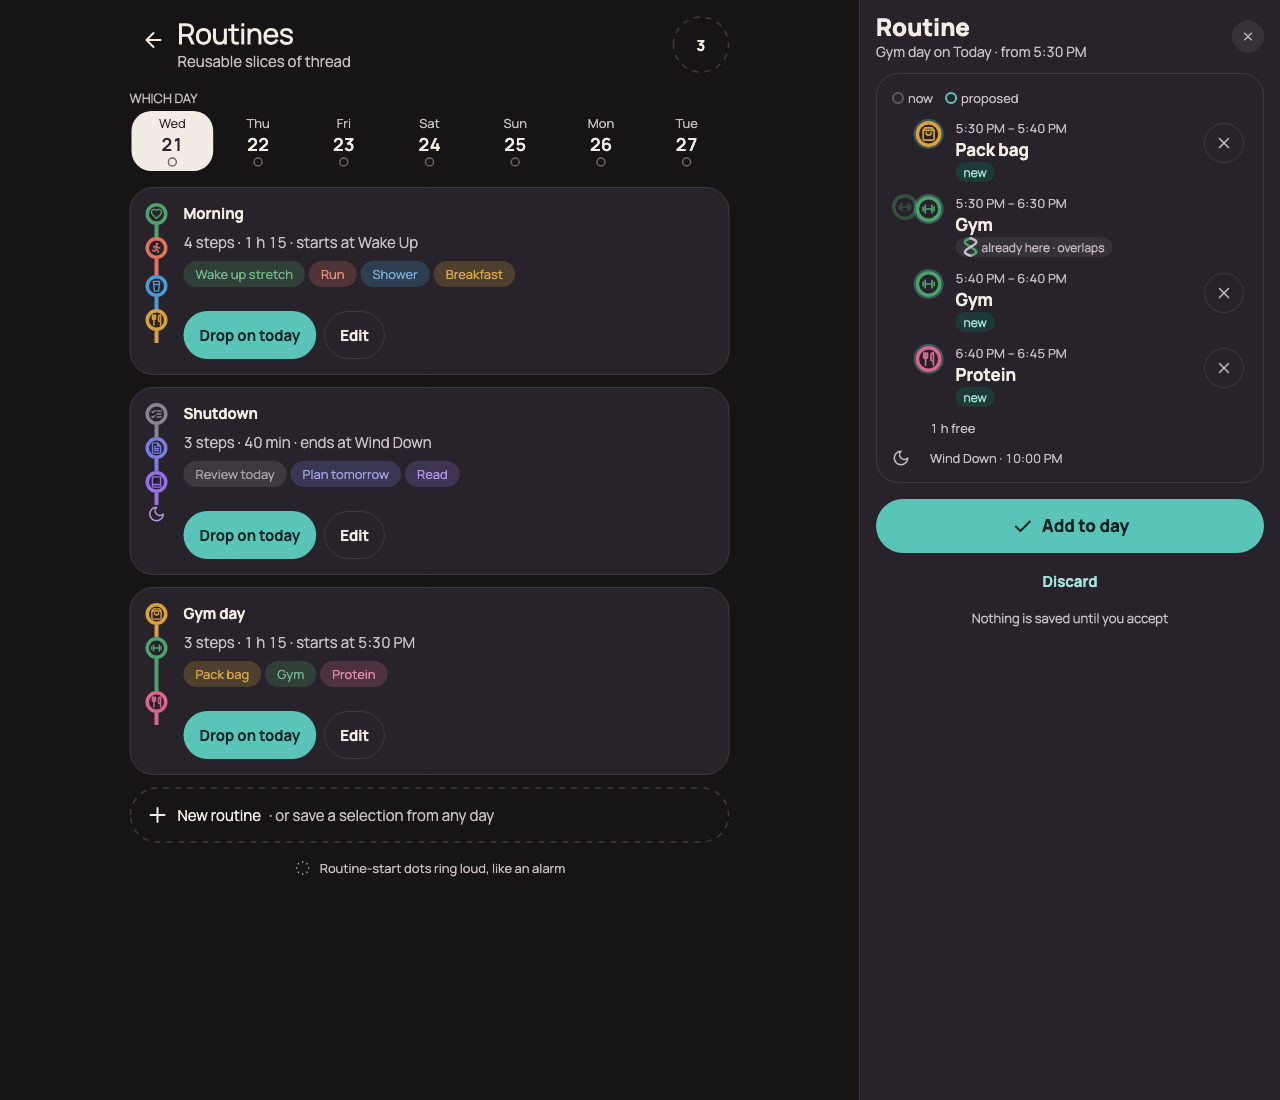 Routines
Reusable slices of thread
3
WHICH DAY
Wed Thu Fri Sat Sun Mon Tue
21 22 23 24 25 26 27
Morning
4 steps · 1 h 15 · starts at Wake Up
Wake up stretch Run Shower Breakfast
Drop on today Edit
Shutdown
3 steps · 40 min · ends at Wind Down
Review today Plan tomorrow Read
Drop on today Edit
Gym day
3 steps · 1 h 15 · starts at 5:30 PM
Pack bag Gym Protein
Drop on today Edit
New routine · or save a selection from any day
Routine-start dots ring loud, like an alarm
Routine
Gym day on Today · from 5:30 PM
now proposed
5:30 PM – 5:40 PM
Pack bag
new
5:30 PM – 6:30 PM
Gym
already here · overlaps
5:40 PM – 6:40 PM
Gym
new
6:40 PM – 6:45 PM
Protein
new
1 h free
Wind Down · 10:00 PM
Add to day
Discard
Nothing is saved until you accept